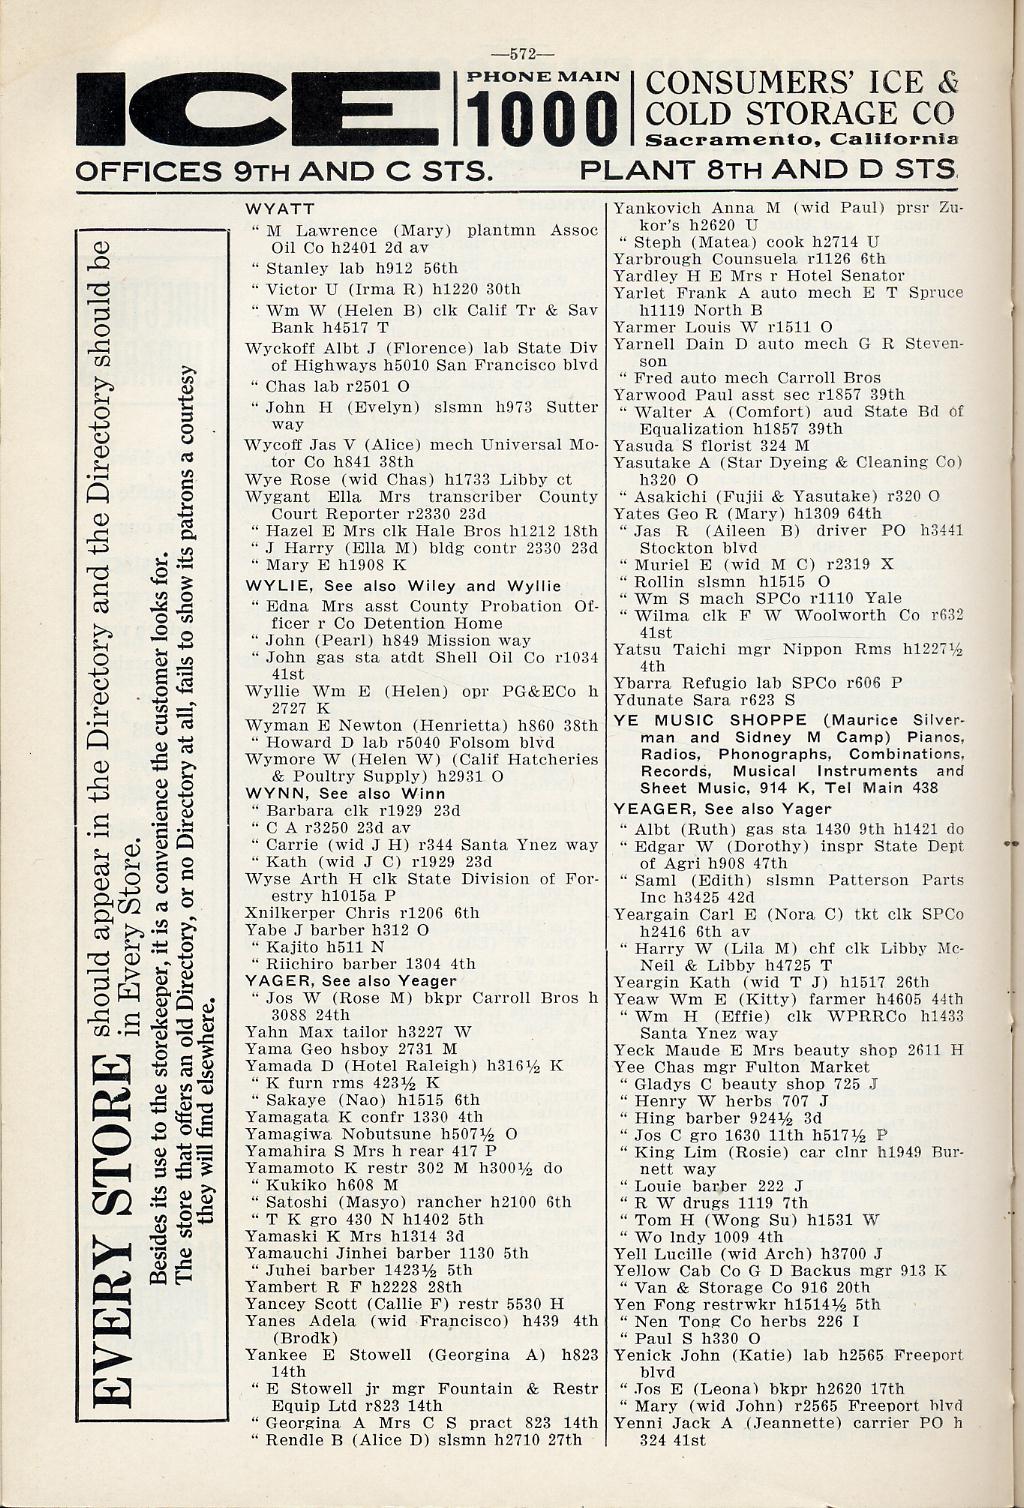 —572—
ICE
PHONE MAIN
1000
CONSUMERS' ICE &
COLD STORAGE CO
Sacramento, California
OFFICES 9TH AND C STS.
PLANT 8TH AND D STS.
EVERY STORE should appear in the Directory and the Directory should be
in Every Store.
Besides its use to the storekeeper, it is a convenience the customer looks for.
The store that offers an old Directory, or no Directory at all, fails to show its patrons a courtesy
they will find elsewhere.
WYATT
" M Lawrence (Mary) plantmn Assoc
Oil Co h2401 2d av
" Stanley lab h912 56th
" Victor U (Irma R) h1220 30th
" Wm W (Helen B) clk Calif Tr & Sav
Bank h4517 T
Wyckoff Albt J (Florence) lab State Div
of Highways h5010 San Francisco blvd
" Chas lab r2501 O
" John H (Evelyn) slsmn h973 Sutter
way
Wycoff Jas V (Alice) mech Universal Mo-
tor Co h841 38th
Wye Rose (wid Chas) h1733 Libby ct
Wygant Ella Mrs transcriber County
Court Reporter r2330 23d
" Hazel E Mrs clk Hale Bros h1212 18th
" J Harry (Ella M) bldg contr 2330 23d
" Mary E h1908 K
WYLIE, See also Wiley and Wyllie
" Edna Mrs asst County Probation Of-
ficer r Co Detention Home
" John (Pearl) h849 Mission way
" John gas sta atdt Shell Oil Co r1034
41st
Wyllie Wm E (Helen) opr PG&ECo h
2727 K
Wyman E Newton (Henrietta) h860 38th
" Howard D lab r5040 Folsom blvd
Wymore W (Helen W) (Calif Hatcheries
& Poultry Supply) h2931 O
WYNN, See also Winn
" Barbara clk r1929 23d
" C A r3250 23d av
" Carrie (wid J H) r344 Santa Ynez way
" Kath (wid J C) r1929 23d
Wyse Arth H clk State Division of For-
estry h1015a P
Xnilkerper Chris r1206 6th
Yabe J barber h312 O
" Kajito h511 N
" Riichiro barber 1304 4th
YAGER, See also Yeager
" Jos W (Rose M) bkpr Carroll Bros h
3088 24th
Yahn Max tailor h3227 W
Yama Geo hsboy 2731 M
Yamada D (Hotel Raleigh) h316½ K
" K furn rms 423½ K
" Sakaye (Nao) h1515 6th
Yamagata K confr 1330 4th
Yamagiwa Nobutsune h507½ O
Yamahira S Mrs h rear 417 P
Yamamoto K restr 302 M h300½ do
" Kukiko h608 M
" Satoshi (Masyo) rancher h2100 6th
" T K gro 430 N h1402 5th
Yamaski K Mrs h1314 3d
Yamauchi Jinhei barber 1130 5th
" Juhei barber 1423½ 5th
Yambert R F h2228 28th
Yancey Scott (Callie F) restr 5530 H
Yanes Adela (wid Francisco) h439 4th
(Brodk)
Yankee E Stowell (Georgina A) h823
14th
" E Stowell jr mgr Fountain & Restr
Equip Ltd r823 14th
" Georgina A Mrs C S pract 823 14th
" Rendle B (Alice D) slsmn h2710 27th
Yankovich Anna M (wid Paul) prsr Zu-
kor's h2620 U
" Steph (Matea) cook h2714 U
Yarbrough Counsuela r1126 6th
Yardley H E Mrs r Hotel Senator
Yarlet Frank A auto mech E T Spruce
h1119 North B
Yarmer Louis W r1511 O
Yarnell Dain D auto mech G R Steven-
son
" Fred auto mech Carroll Bros
Yarwood Paul asst sec r1857 39th
" Walter A (Comfort) aud State Bd of
Equalization h1857 39th
Yasuda S florist 324 M
Yasutake A (Star Dyeing & Cleaning Co)
h320 O
" Asakichi (Fujii & Yasutake) r320 O
Yates Geo R (Mary) h1309 64th
" Jas R (Aileen B) driver PO h3441
Stockton blvd
" Muriel E (wid M C) r2319 X
" Rollin slsmn h1515 O
" Wm S mach SPCo r1110 Yale
" Wilma clk F W Woolworth Co r632
41st
Yatsu Taichi mgr Nippon Rms h1227½
4th
Ybarra Refugio lab SPCo r606 P
Ydunate Sara r623 S
YE MUSIC SHOPPE (Maurice Silver-
man and Sidney M Camp) Pianos,
Radios, Phonographs, Combinations,
Records, Musical Instruments and
Sheet Music, 914 K, Tel Main 438
YEAGER, See also Yager
" Albt (Ruth) gas sta 1430 9th h1421 do
" Edgar W (Dorothy) inspr State Dept
of Agri h908 47th
" Saml (Edith) slsmn Patterson Parts
Inc h3425 42d
Yeargain Carl E (Nora C) tkt clk SPCo
h2416 6th av
" Harry W (Lila M) chf clk Libby Mc-
Neil & Libby h4725 T
Yeargin Kath (wid T J) h1517 26th
Yeaw Wm E (Kitty) farmer h4605 44th
" Wm H (Effie) clk WPRRCo h1433
Santa Ynez way
Yeck Maude E Mrs beauty shop 2611 H
Yee Chas mgr Fulton Market
" Gladys C beauty shop 725 J
" Henry W herbs 707 J
" Hing barber 924½ 3d
" Jos C gro 1630 11th h517½ P
" King Lim (Rosie) car clnr h1949 Bur-
nett way
" Louie barber 222 J
" R W drugs 1119 7th
" Tom H (Wong Su) h1531 W
" Wo lndy 1009 4th
Yell Lucille (wid Arch) h3700 J
Yellow Cab Co G D Backus mgr 913 K
" Van & Storage Co 916 20th
Yen Fong restrwkr h1514½ 5th
" Nen Tong Co herbs 226 I
" Paul S h330 O
Yenick John (Katie) lab h2565 Freeport
blvd
" Jos E (Leona) bkpr h2620 17th
" Mary (wid John) r2565 Freeport blvd
Yenni Jack A (Jeannette) carrier PO h
324 41st